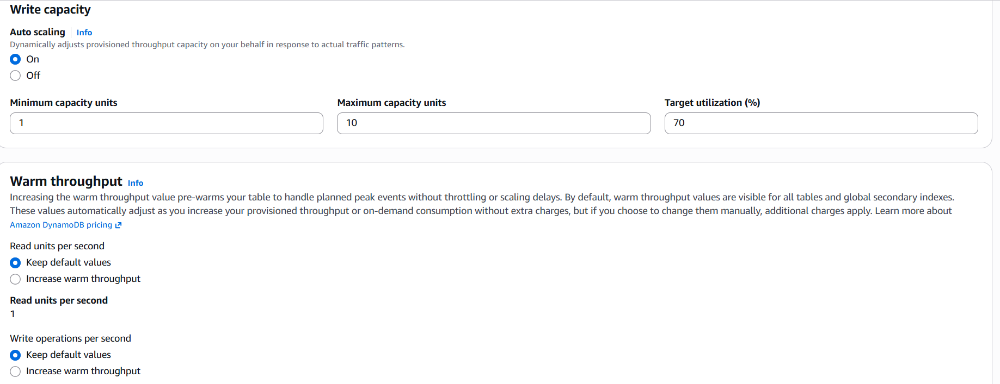 Write capacity
Auto scaling Info
Dynamically adjusts provisioned throughput capacity on your behalf in response to actual traffic patterns.
On
Off
Minimum capacity units Maximum capacity units Target utilization (%)
1 10 70
Warm throughput Info
Increasing the warm throughput value pre-warms your table to handle planned peak events without throttling or scaling delays. By default, warm throughput values are visible for all tables and global secondary indexes.
These values automatically adjust as you increase your provisioned throughput or on-demand consumption without extra charges, but if you choose to change them manually, additional charges apply. Learn more about
Amazon DynamoDB pricing
Read units per second
Keep default values
Increase warm throughput
Read units per second
1
Write operations per second
Keep default values
Increase warm throughput